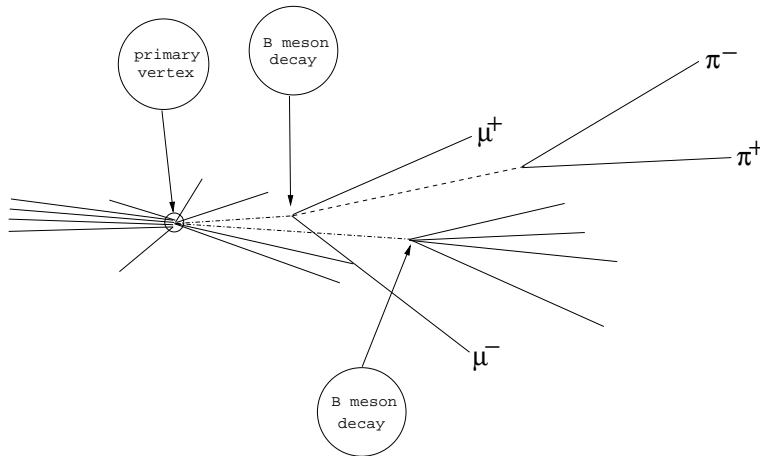 primary
vertex
B meson
decay
π−
μ+
π+
μ−
B meson
decay